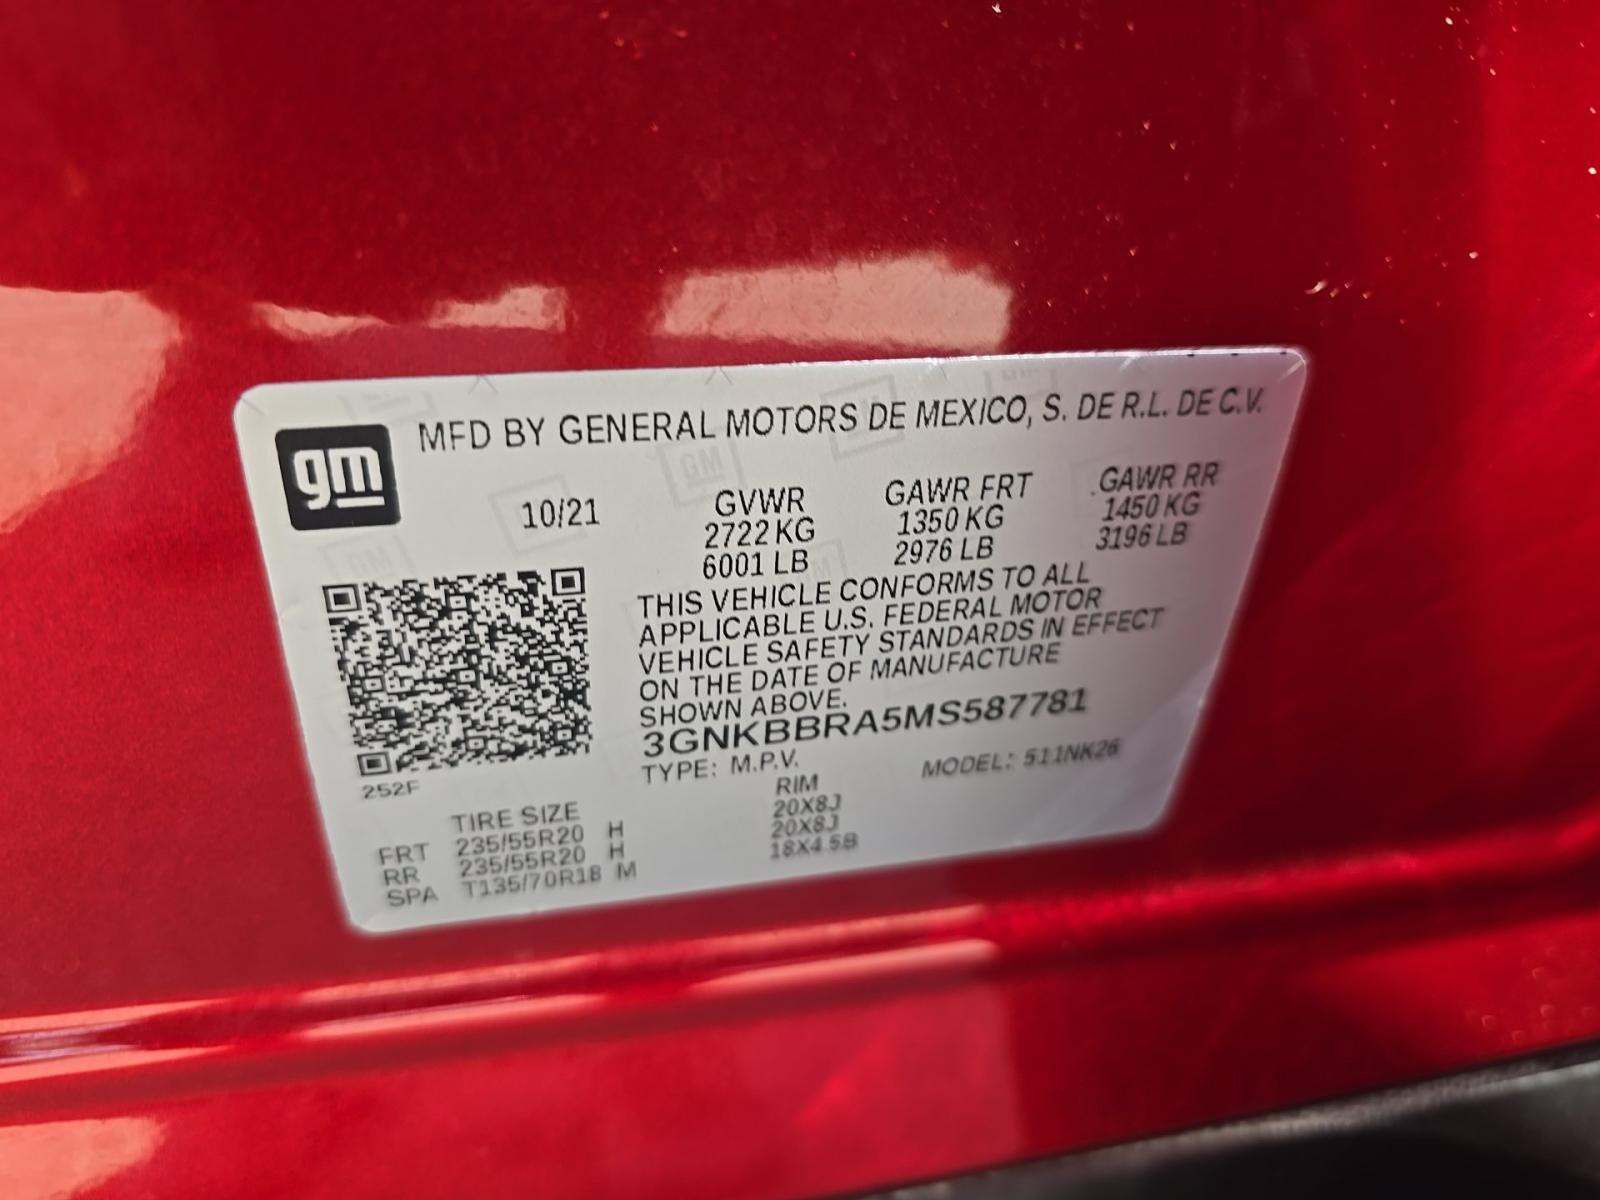 MFD BY GENERAL MOTORS DE MEXICO, S. DE R.L. DE C.V.
gm
10/21
GVWR GAWR FRT GAWR RR
2722 KG 1350 KG 1450 KG
6001 LB 2976 LB 3196 LB
THIS VEHICLE CONFORMS TO ALL
APPLICABLE U.S. FEDERAL MOTOR
VEHICLE SAFETY STANDARDS IN EFFECT
ON THE DATE OF MANUFACTURE
SHOWN ABOVE.
3GNKBBRA5MS587781
TYPE: M.P.V. MODEL: 511NK26
252F
TIRE SIZE RIM
FRT 235/55R20 H 20X8J
RR 235/55R20 H 20X8J
SPA T135/70R18 M 18X4.5B